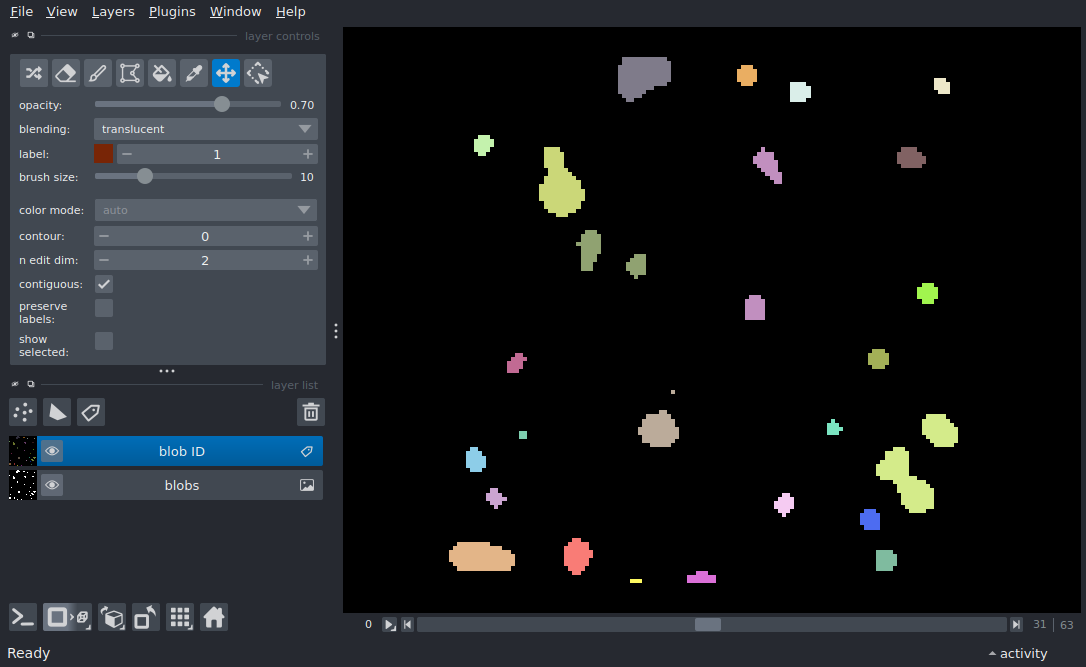 File View Layers Plugins Window Help
layer controls
opacity: 0.70
blending: translucent
label: 1
brush size: 10
color mode: auto
contour: 0
n edit dim: 2
contiguous:
preserve
labels:
show
selected:
layer list
blob ID
blobs
0 31 63
Ready activity